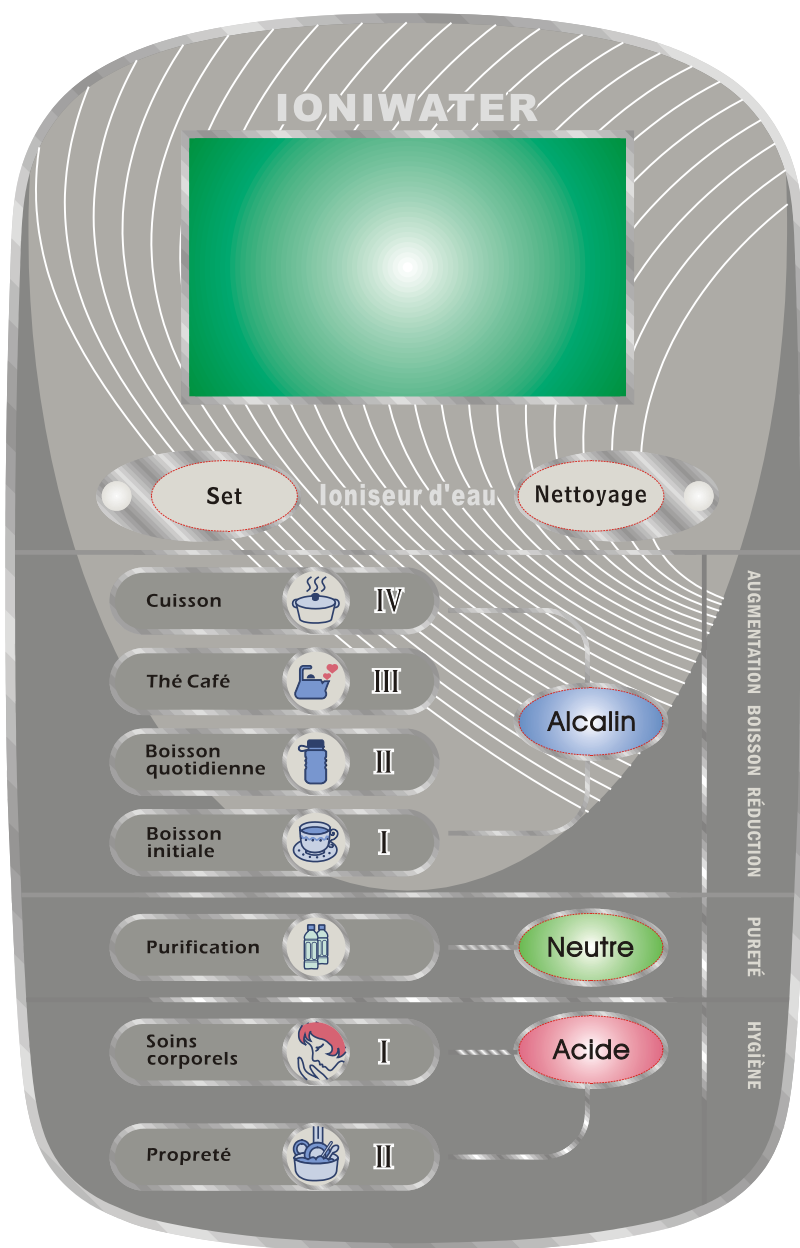 IONIWATER
Set
Ioniseur d'eau
Nettoyage
Cuisson
IV
Thé Café
III
Boisson
quotidienne
II
Boisson
initiale
I
Alcalin
AUGMENTATION BOISSON RÉDUCTION
Purification
Neutre
PURETÉ
Soins
corporels
I
Acide
HYGIÈNE
Propreté
II